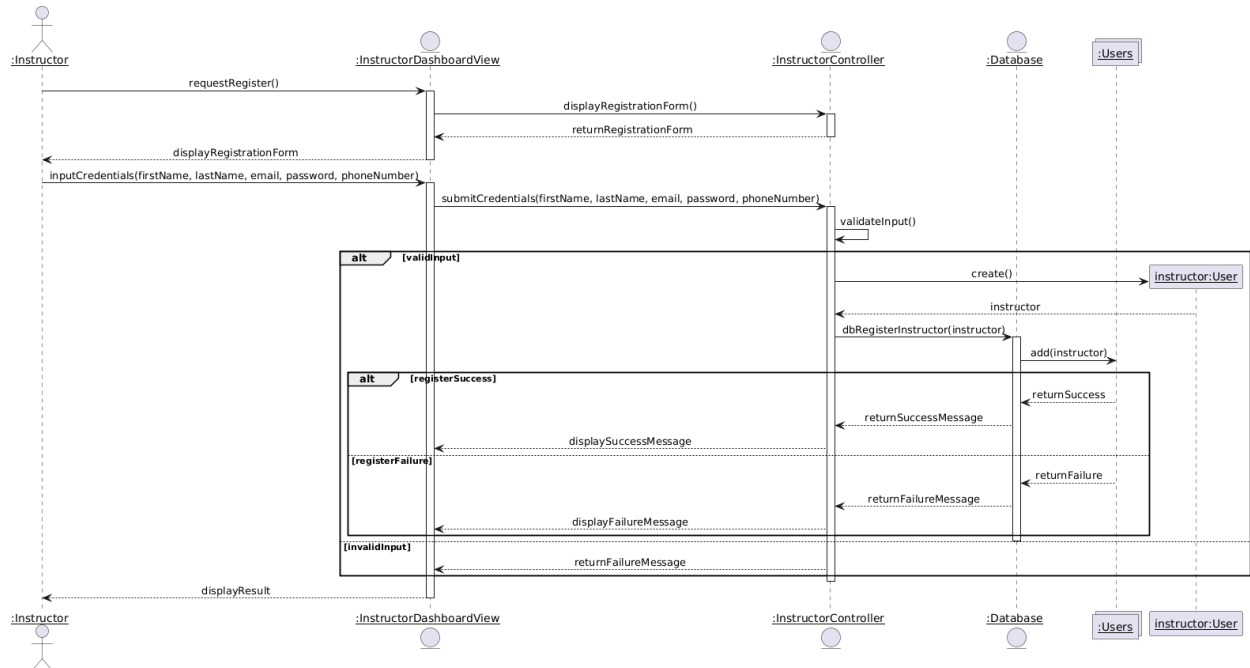 :Instructor
:InstructorDashboardView
:InstructorController
:Database
:Users
requestRegister()
displayRegistrationForm()
returnRegistrationForm
displayRegistrationForm
inputCredentials(firstName, lastName, email, password, phoneNumber)
submitCredentials(firstName, lastName, email, password, phoneNumber)
validateInput()
alt [validInput]
create()
instructor:User
instructor
dbRegisterInstructor(instructor)
add(instructor)
alt [registerSuccess]
returnSuccess
returnSuccessMessage
displaySuccessMessage
[registerFailure]
returnFailure
returnFailureMessage
displayFailureMessage
[invalidInput]
returnFailureMessage
displayResult
:Instructor
:InstructorDashboardView
:InstructorController
:Database
:Users
instructor:User